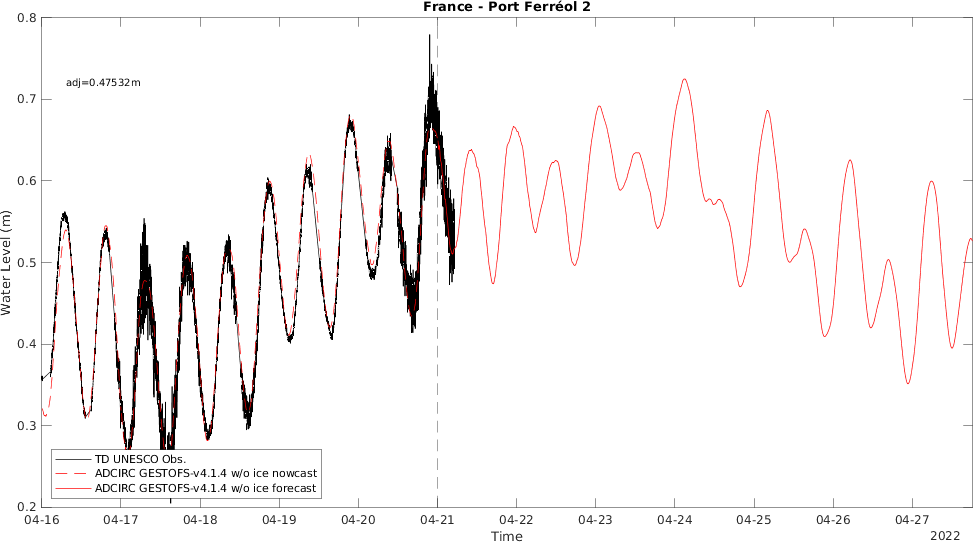 France - Port Ferréol 2
adj=0.47532m
Water Level (m)
0.8
0.7
0.6
0.5
0.4
0.3
0.2
TD UNESCO Obs.
ADCIRC GESTOFS-v4.1.4 w/o ice nowcast
ADCIRC GESTOFS-v4.1.4 w/o ice forecast
04-16 04-17 04-18 04-19 04-20 04-21 04-22 04-23 04-24 04-25 04-26 04-27
Time
2022